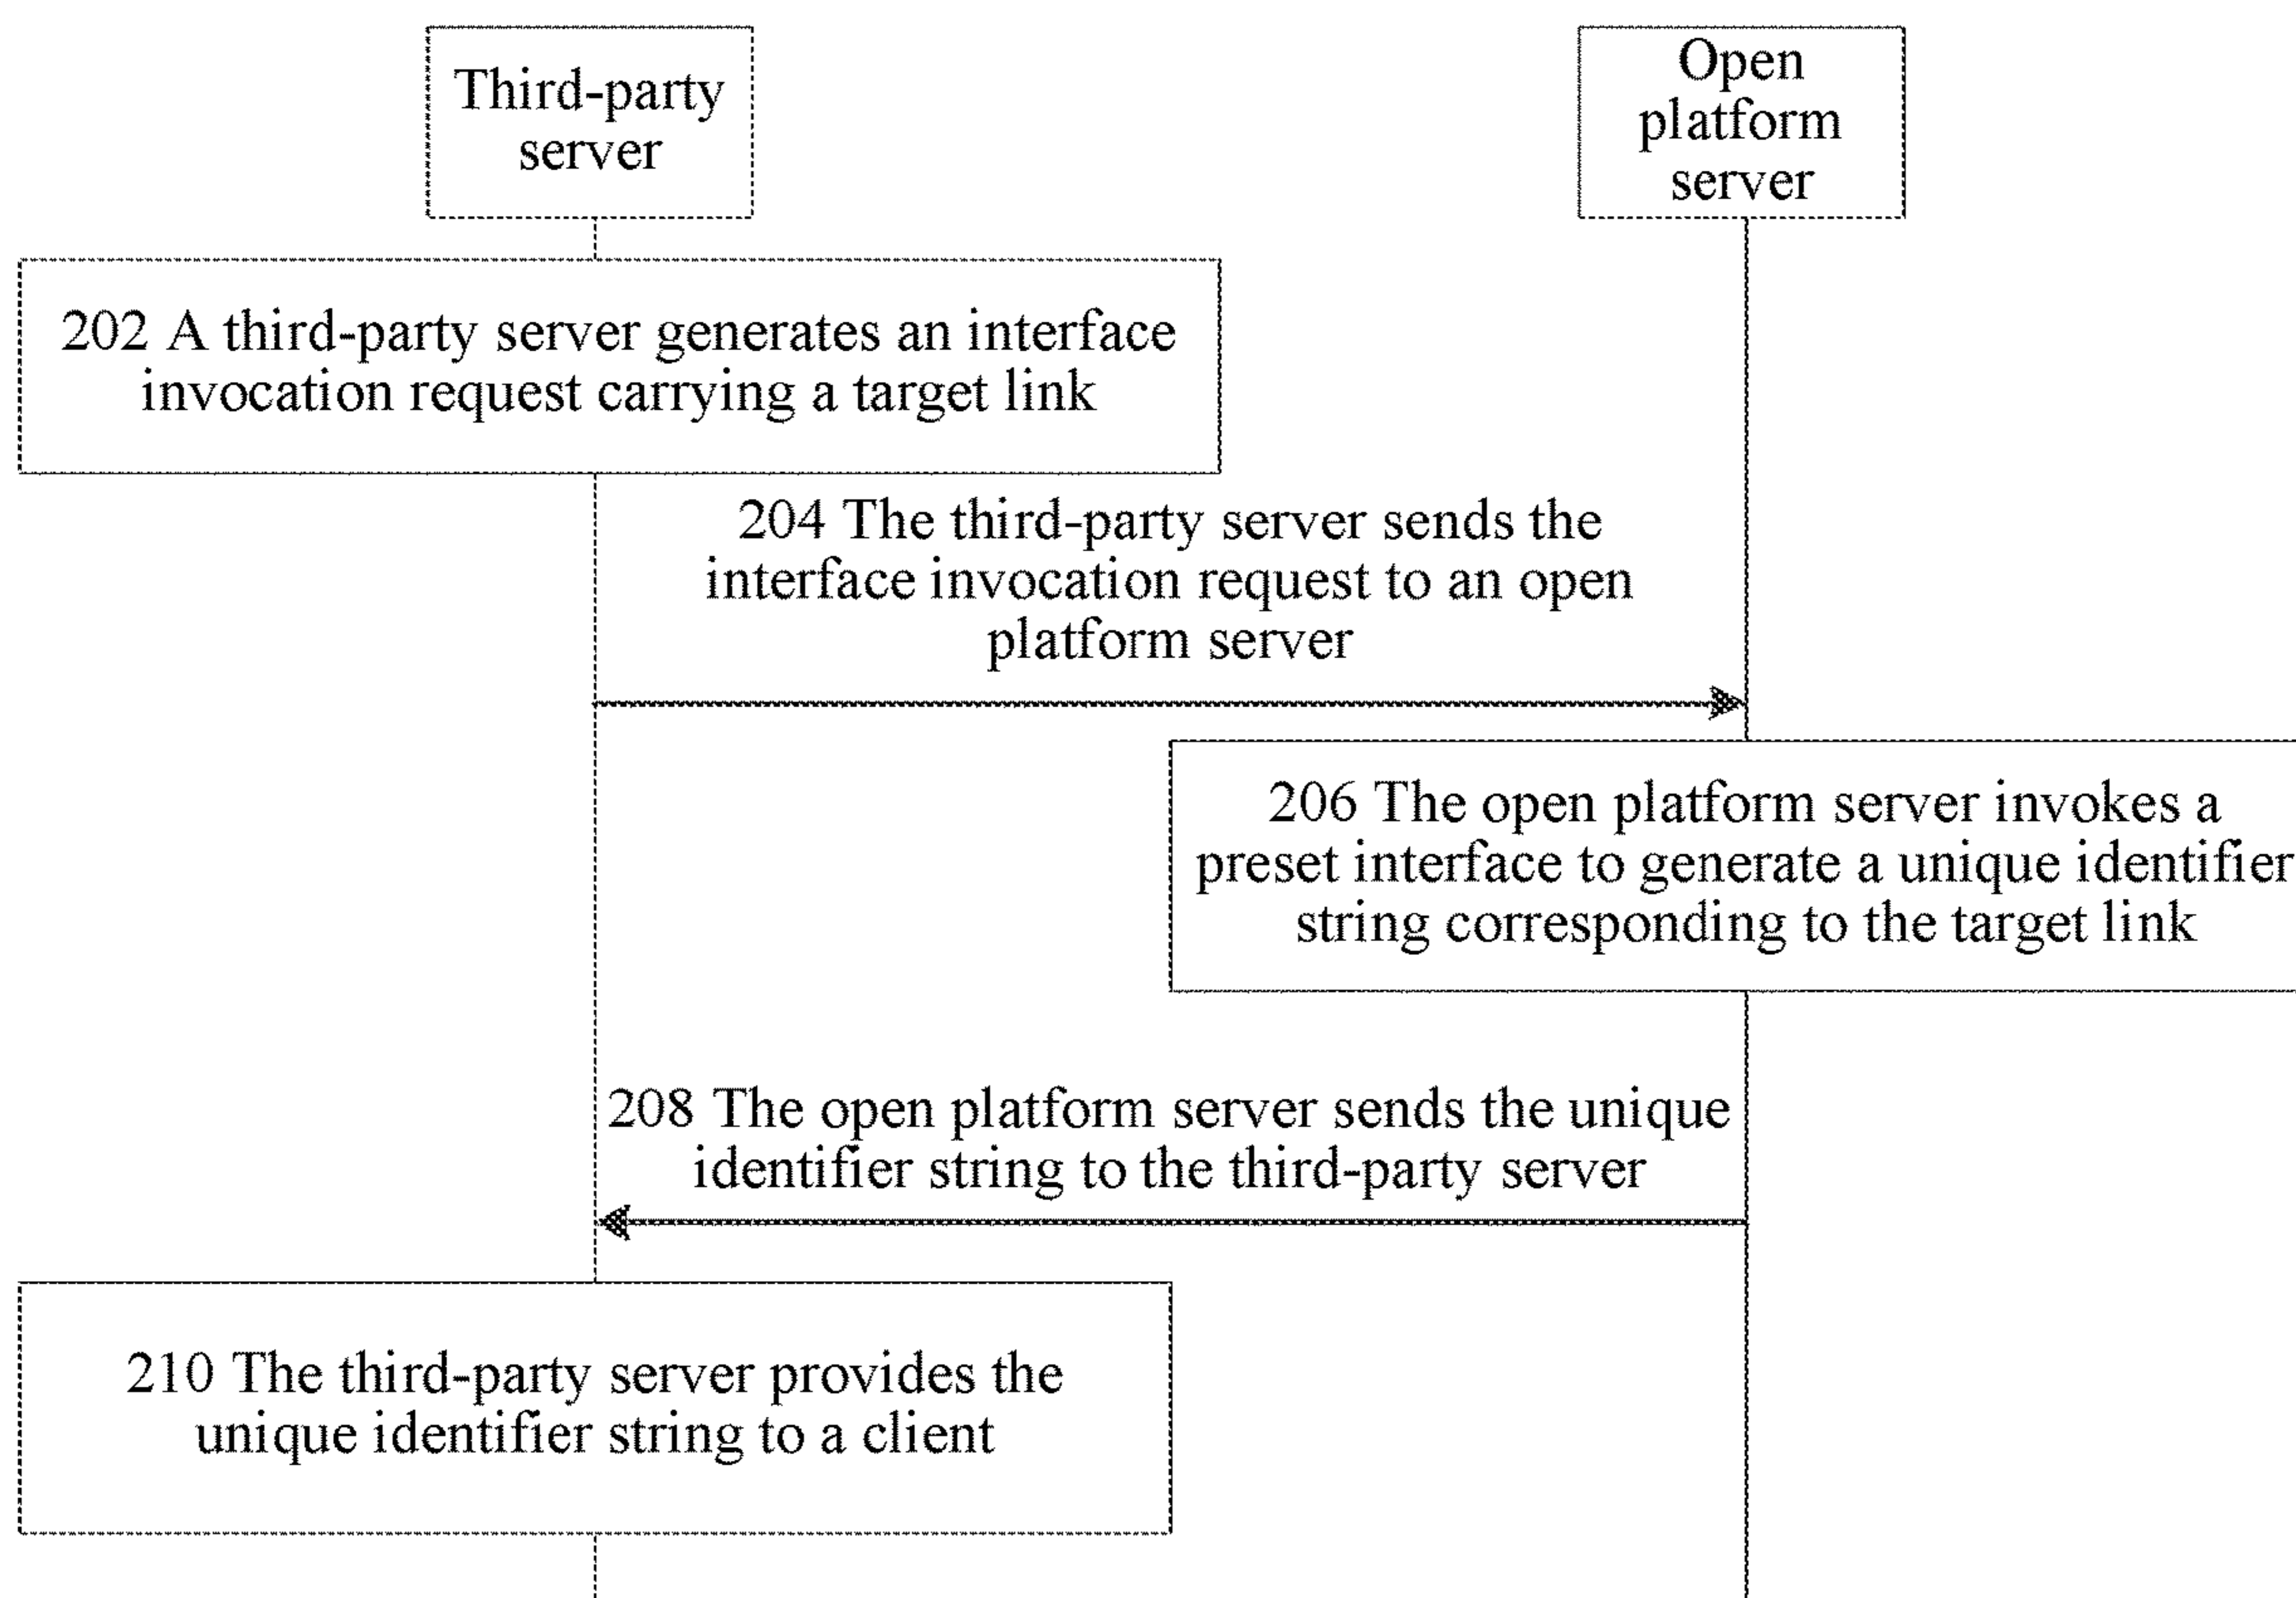 Third-party
server
Open
platform
server
202 A third-party server generates an interface
invocation request carrying a target link
204 The third-party server sends the
interface invocation request to an open
platform server
206 The open platform server invokes a
preset interface to generate a unique identifier
string corresponding to the target link
208 The open platform server sends the unique
identifier string to the third-party server
210 The third-party server provides the
unique identifier string to a client